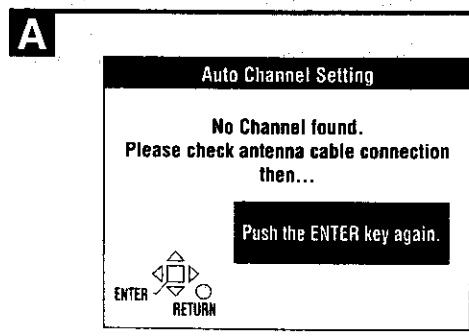 A
Auto Channel Setting
No Channel found.
Please check antenna cable connection
then...
Push the ENTER key again.
ENTER
RETURN